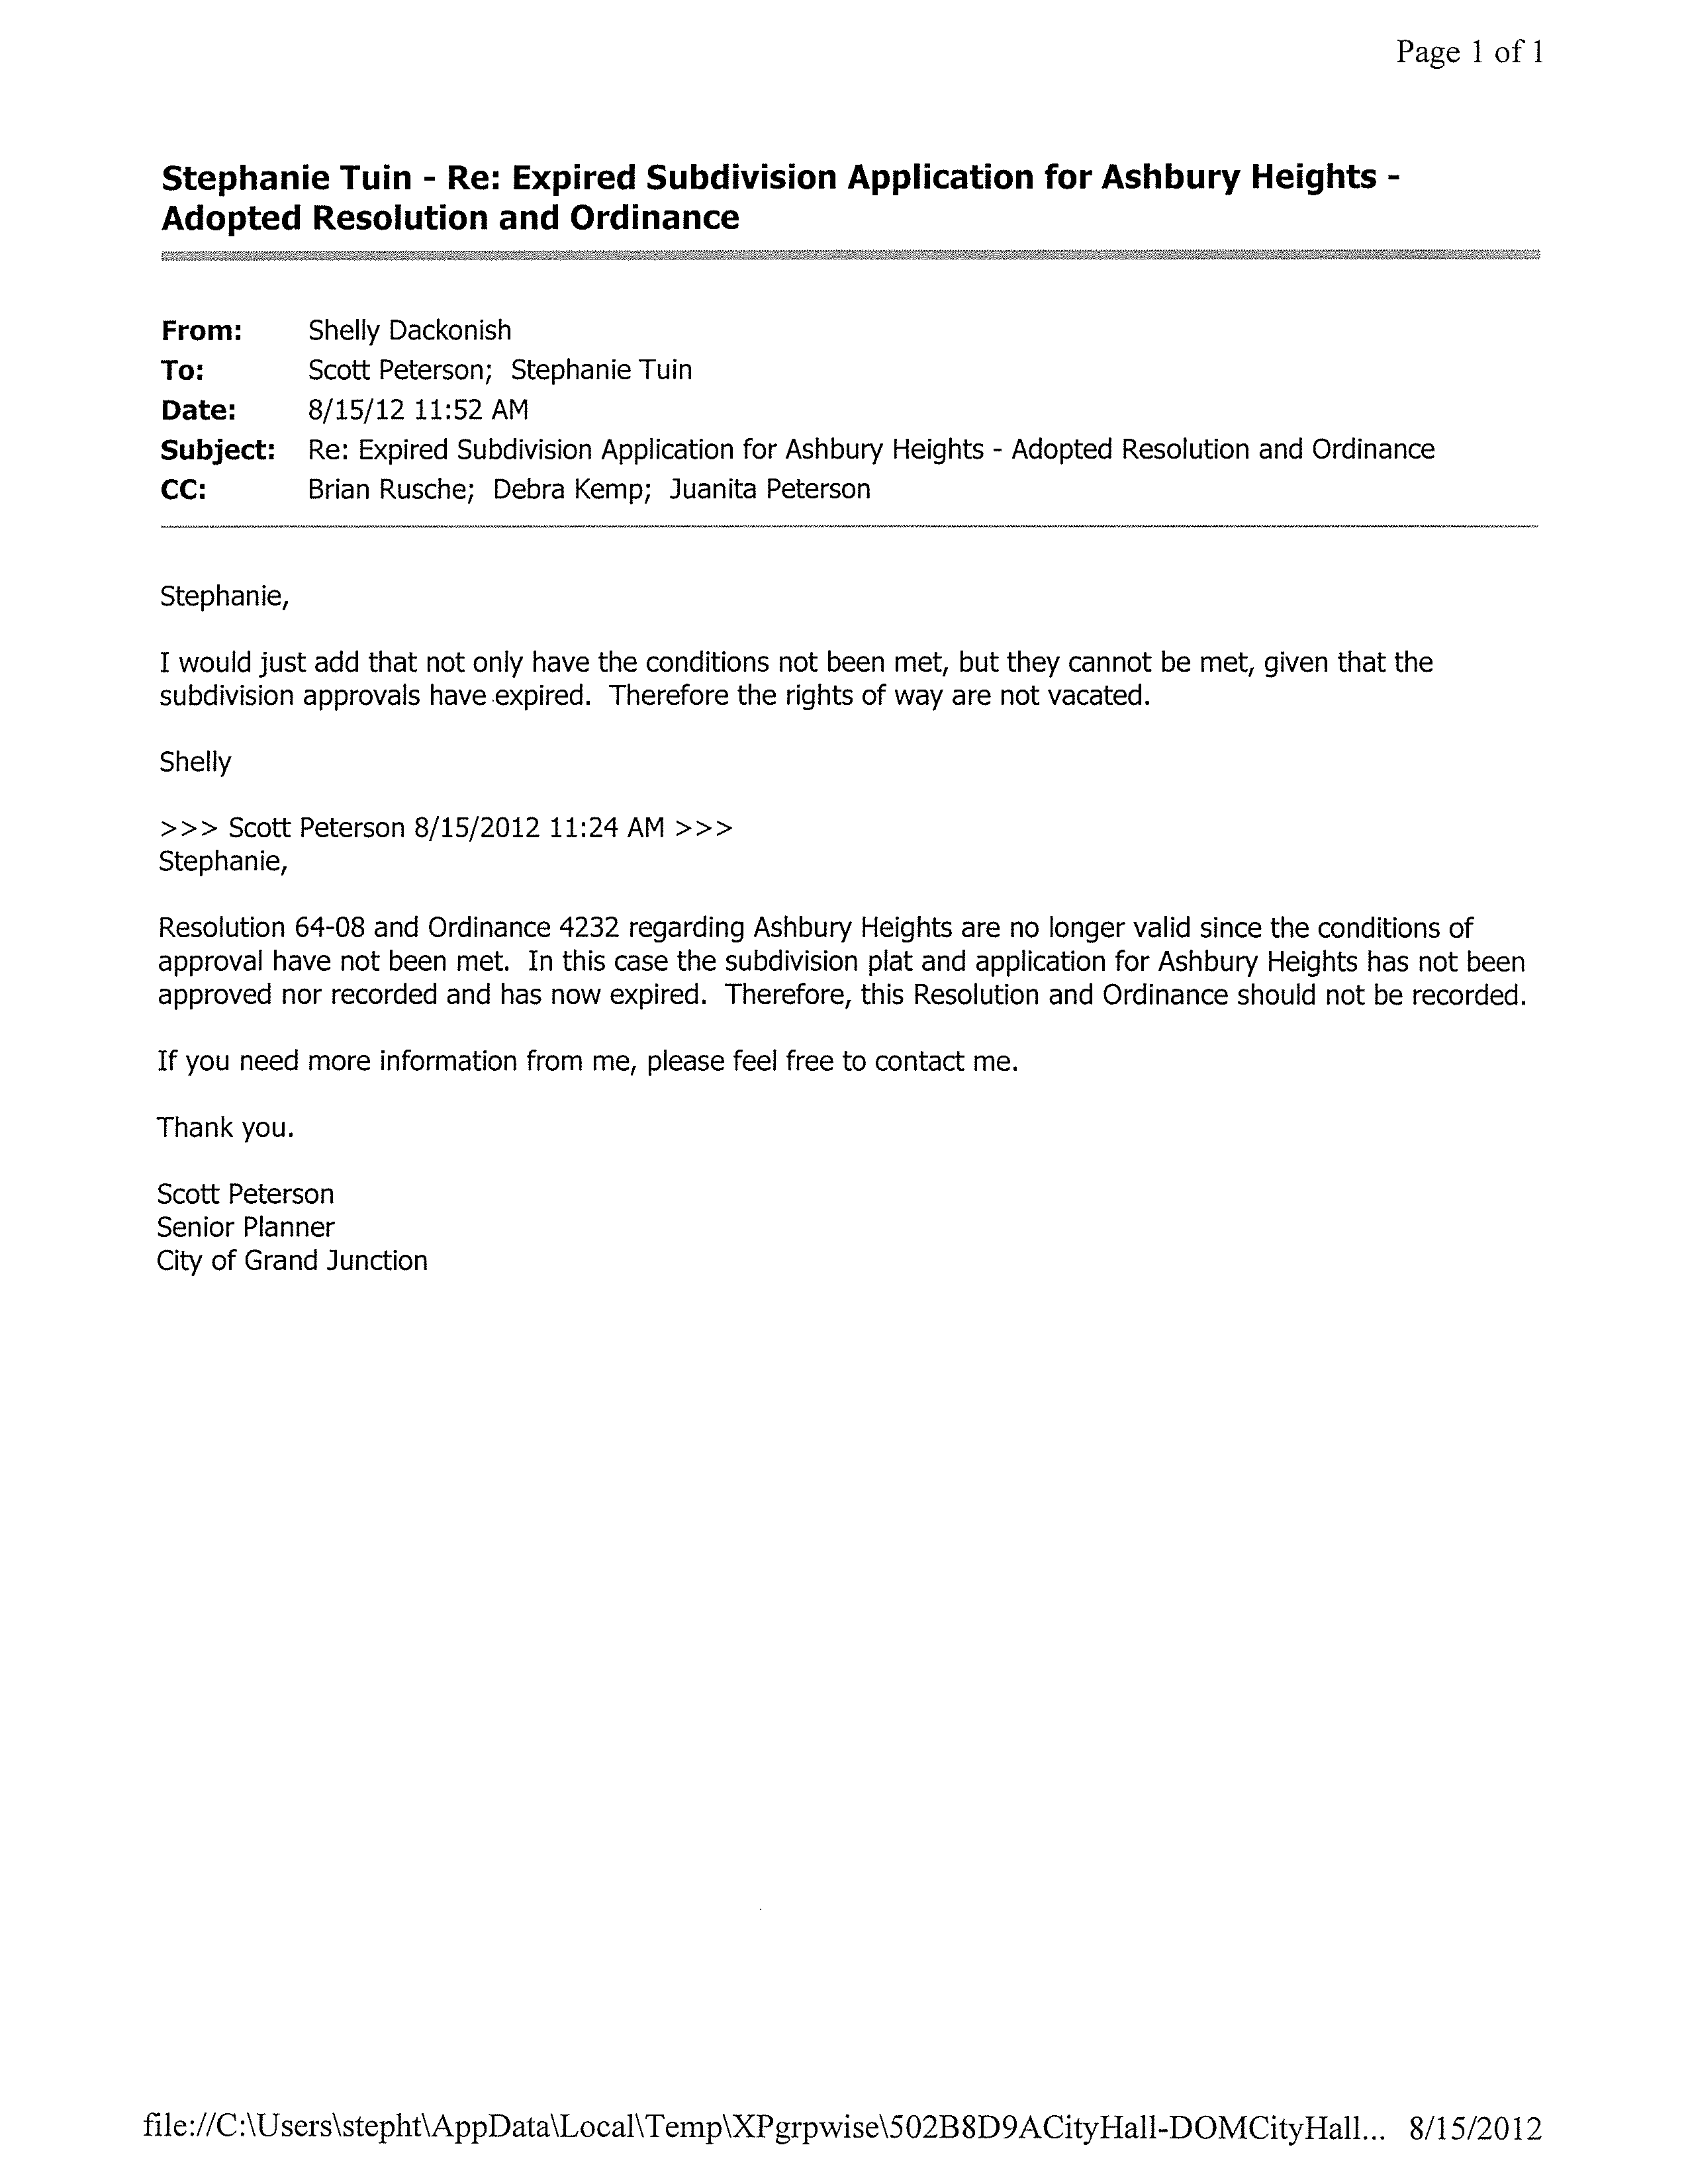 Page 1 of 1
Stephanie Tuin - Re: Expired Subdivision Application for Ashbury Heights -
Adopted Resolution and Ordinance
From: Shelly Dackonish
To: Scott Peterson; Stephanie Tuin
Date: 8/15/12 11:52 AM
Subject: Re: Expired Subdivision Application for Ashbury Heights - Adopted Resolution and Ordinance
CC: Brian Rusche; Debra Kemp; Juanita Peterson
Stephanie,
I would just add that not only have the conditions not been met, but they cannot be met, given that the
subdivision approvals have expired. Therefore the rights of way are not vacated.
Shelly
>>> Scott Peterson 8/15/2012 11:24 AM >>>
Stephanie,
Resolution 64-08 and Ordinance 4232 regarding Ashbury Heights are no longer valid since the conditions of
approval have not been met. In this case the subdivision plat and application for Ashbury Heights has not been
approved nor recorded and has now expired. Therefore, this Resolution and Ordinance should not be recorded.
If you need more information from me, please feel free to contact me.
Thank you.
Scott Peterson
Senior Planner
City of Grand Junction
file://C:\Users\stepht\AppData\Local\Temp\XPgrpwise\502B8D9ACityHall-DOMCityHall... 8/15/2012